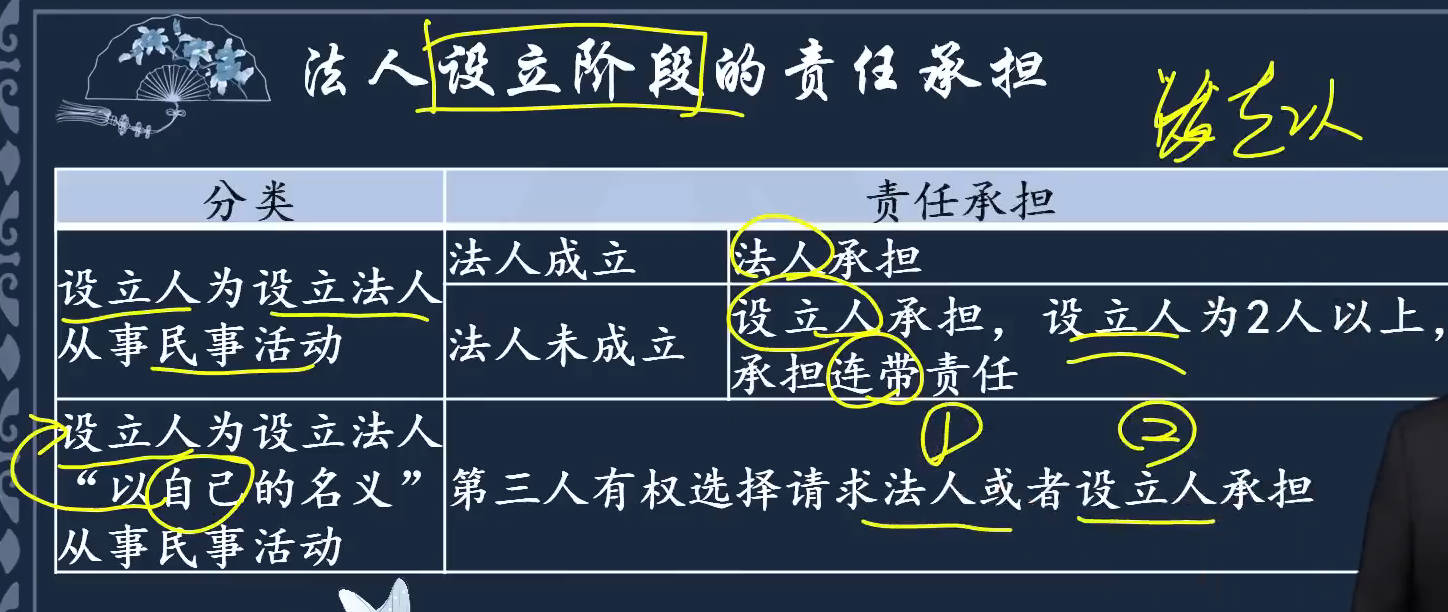 法人设立阶段的责任承担
设立人
分类
责任承担
设立人为设立法人
从事民事活动
法人成立
法人承担
法人未成立
设立人承担，设立人为2人以上，
承担连带责任
设立人为设立法人
“以自己的名义”
从事民事活动
①
②
第三人有权选择请求法人或者设立人承担